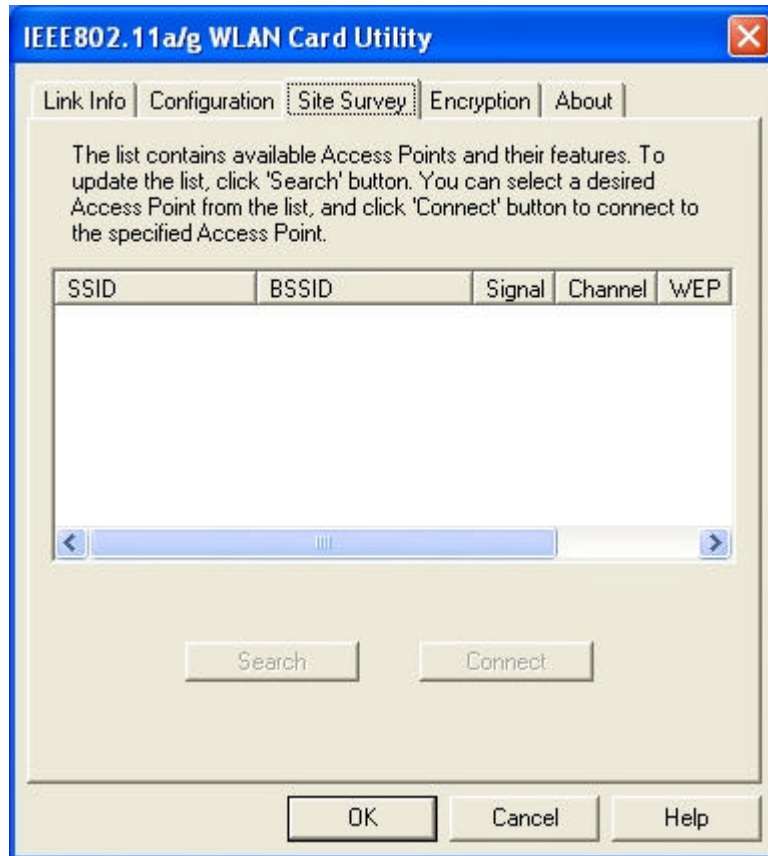 IEEE802.11a/g WLAN Card Utility
Link Info Configuration Site Survey Encryption About
The list contains available Access Points and their features. To
update the list, click 'Search' button. You can select a desired
Access Point from the list, and click 'Connect' button to connect to
the specified Access Point.
SSID BSSID Signal Channel WEP
Search Connect
OK Cancel Help